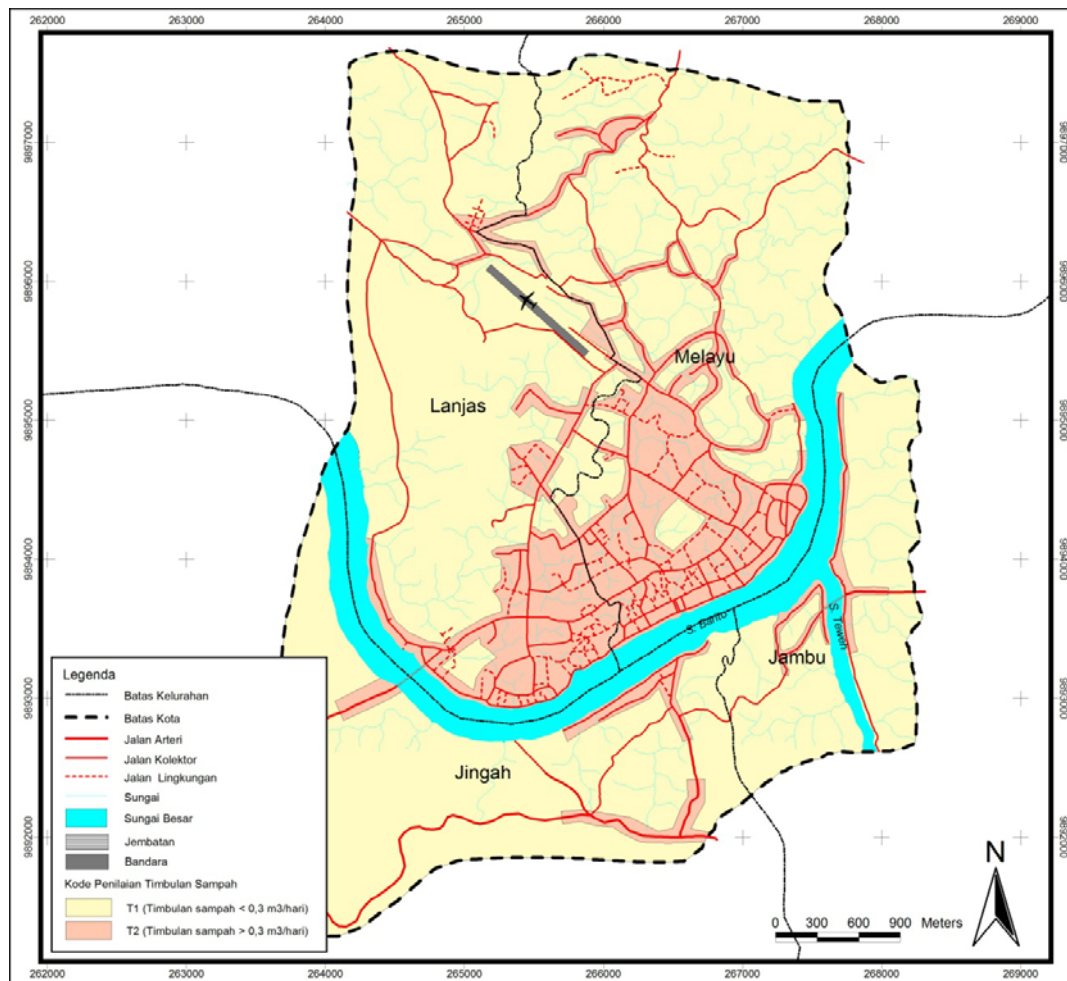 262000 263000 264000 265000 266000 267000 268000 269000
9897000 9897000
9896000 9896000
Melayu
Lanjas
9895000 9895000
9894000 9894000
S. Barito
S. Teweh
Jambu
9893000 9893000
Jingah
9892000 9892000
Legenda
Batas Kelurahan
Batas Kota
Jalan Arteri
Jalan Kolektor
Jalan Lingkungan
Sungai
Sungai Besar
Jembatan
Bandara
Kode Penilaian Timbulan Sampah
T1 (Timbulan sampah < 0,3 m3/hari)
T2 (Timbulan sampah > 0,3 m3/hari)
N
0 300 600 900 Meters
262000 263000 264000 265000 266000 267000 268000 269000